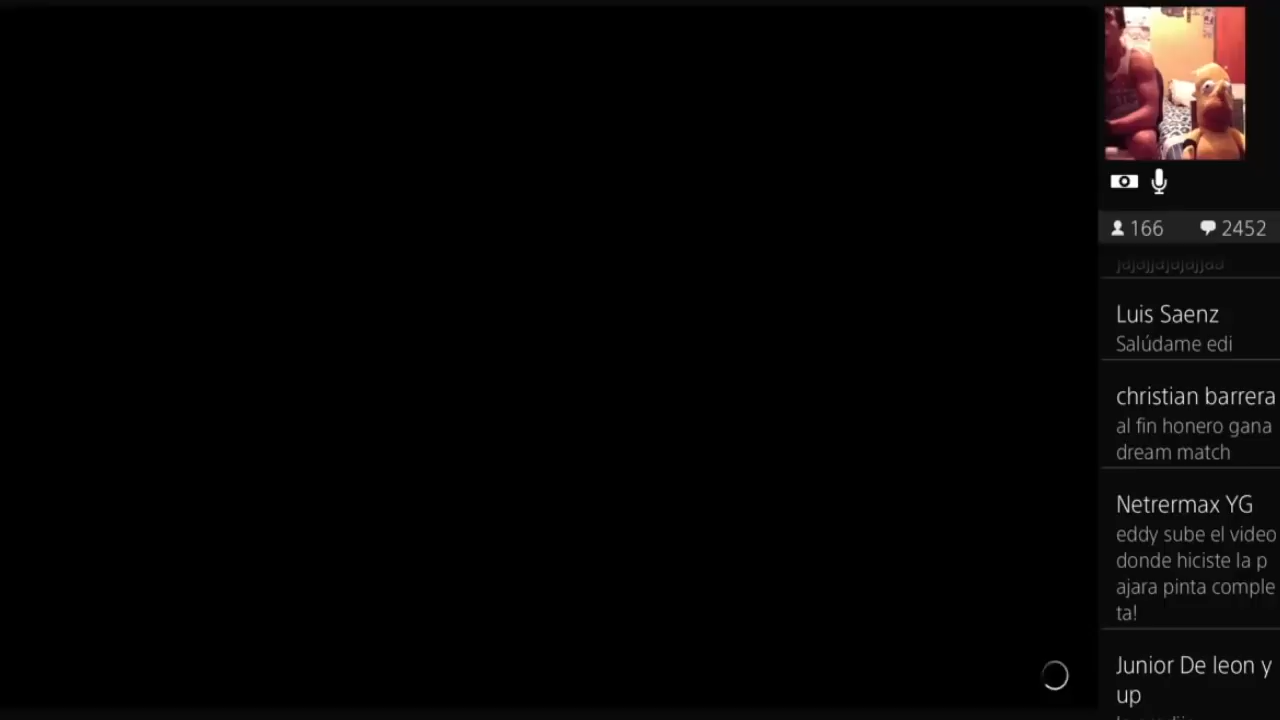 166 2452
Luis Saenz
Salúdame edi
christian barrera
al fin honero gana
dream match
Netrermax YG
eddy sube el video
donde hiciste la p
ajara pinta comple
ta!
Junior De leon y
up